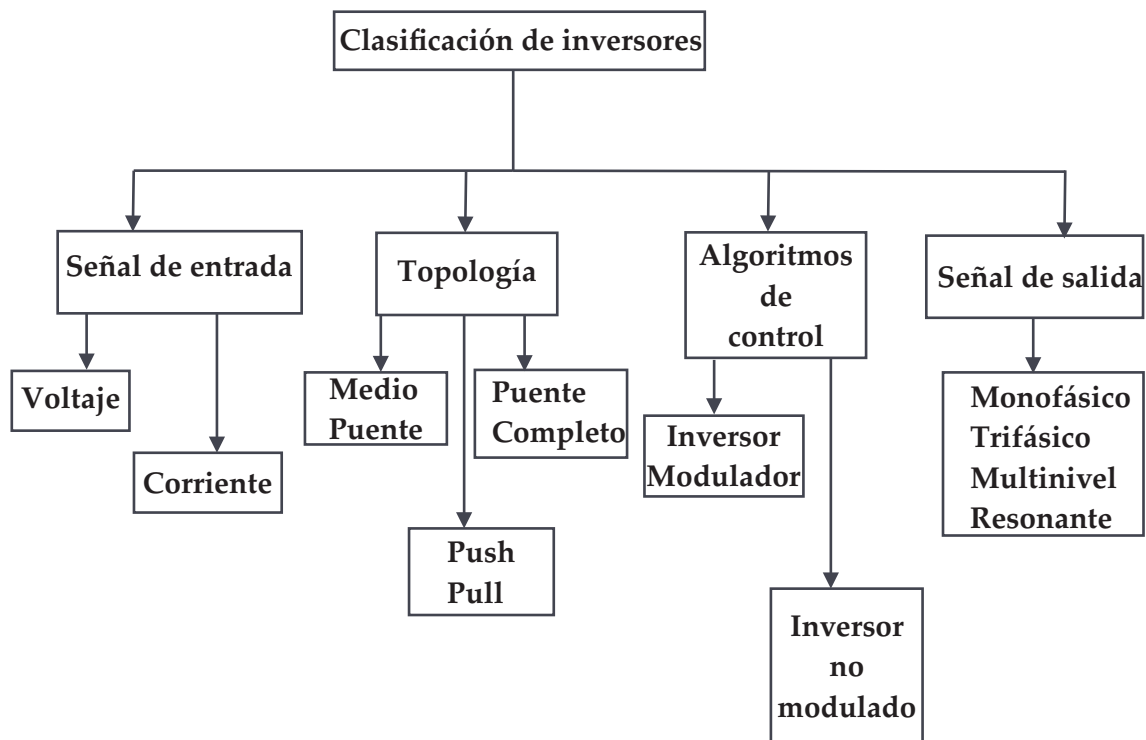 Clasificación de inversores
Señal de entrada
Topología
Algoritmos
de
control
Señal de salida
Voltaje
Corriente
Medio
Puente
Push
Pull
Puente
Completo
Inversor
Modulador
Inversor
no
modulado
Monofásico
Trifásico
Multinivel
Resonante